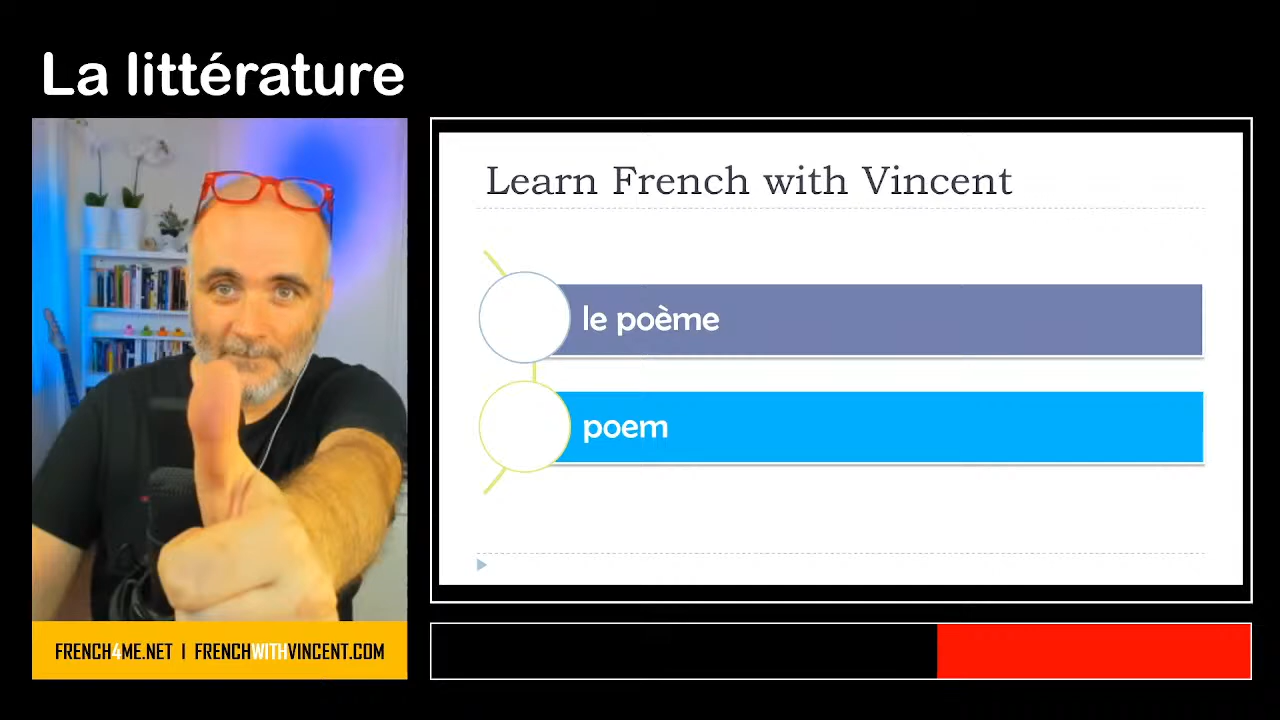 La littérature
Learn French with Vincent
le poème
poem
FRENCH4ME.NET I FRENCHWITHVINCENT.COM